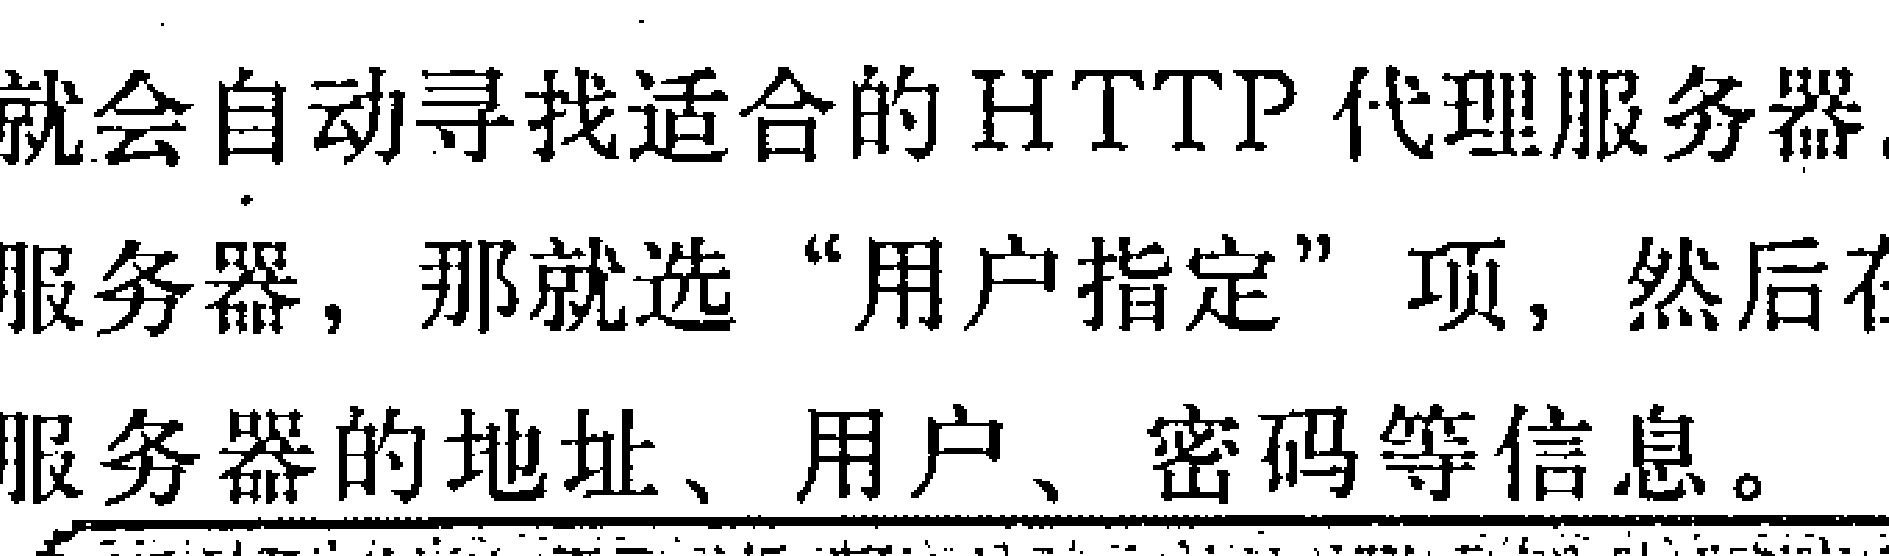 就会自动寻找适合的HTTP代理服务器
服务器，那就选“用户指定”项，然后在
服务器的地址、用户、密码等信息。